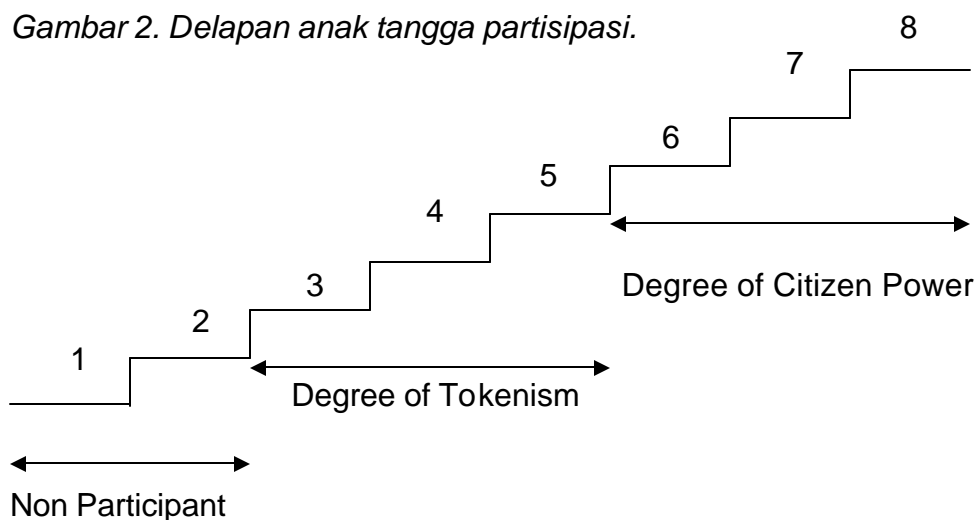 Gambar 2. Delapan anak tangga partisipasi.
8
7
6
5
4
3
2
1
Degree of Citizen Power
Degree of Tokenism
Non Participant